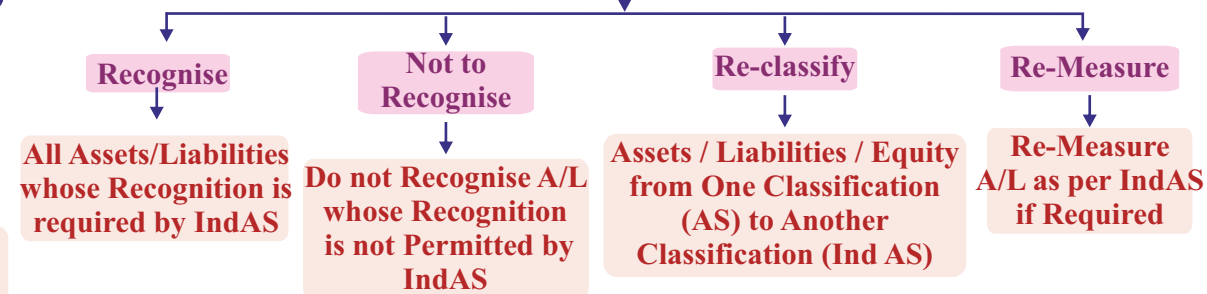 Recognise
All Assets/Liabilities
whose Recognition is
required by IndAS
Not to
Recognise
Do not Recognise A/L
whose Recognition
is not Permitted by
IndAS
Re-classify
Assets / Liabilities / Equity
from One Classification
(AS) to Another
Classification (Ind AS)
Re-Measure
Re-Measure
A/L as per IndAS
if Required